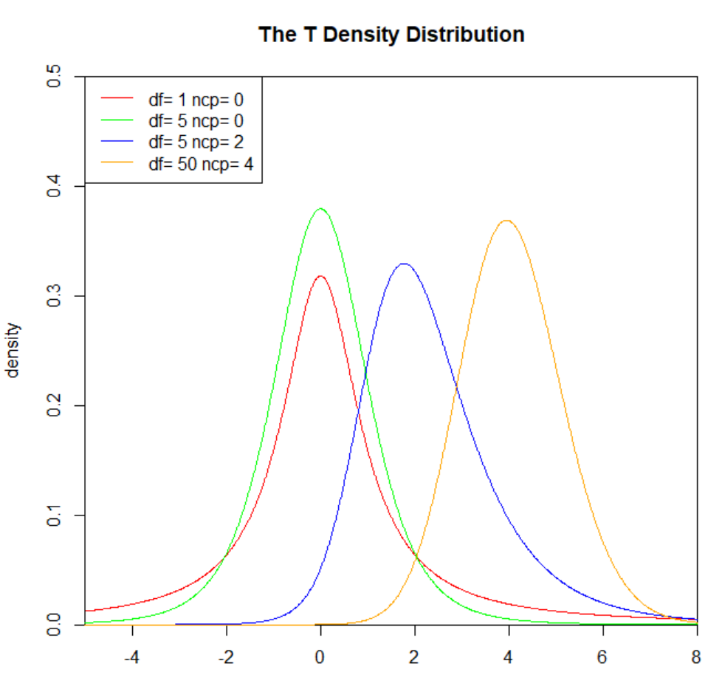 The T Density Distribution
0.5
df= 1 ncp= 0
df= 5 ncp= 0
df= 5 ncp= 2
df= 50 ncp= 4
0.4
0.3
density
0.2
0.1
0.0
-4 -2 0 2 4 6 8